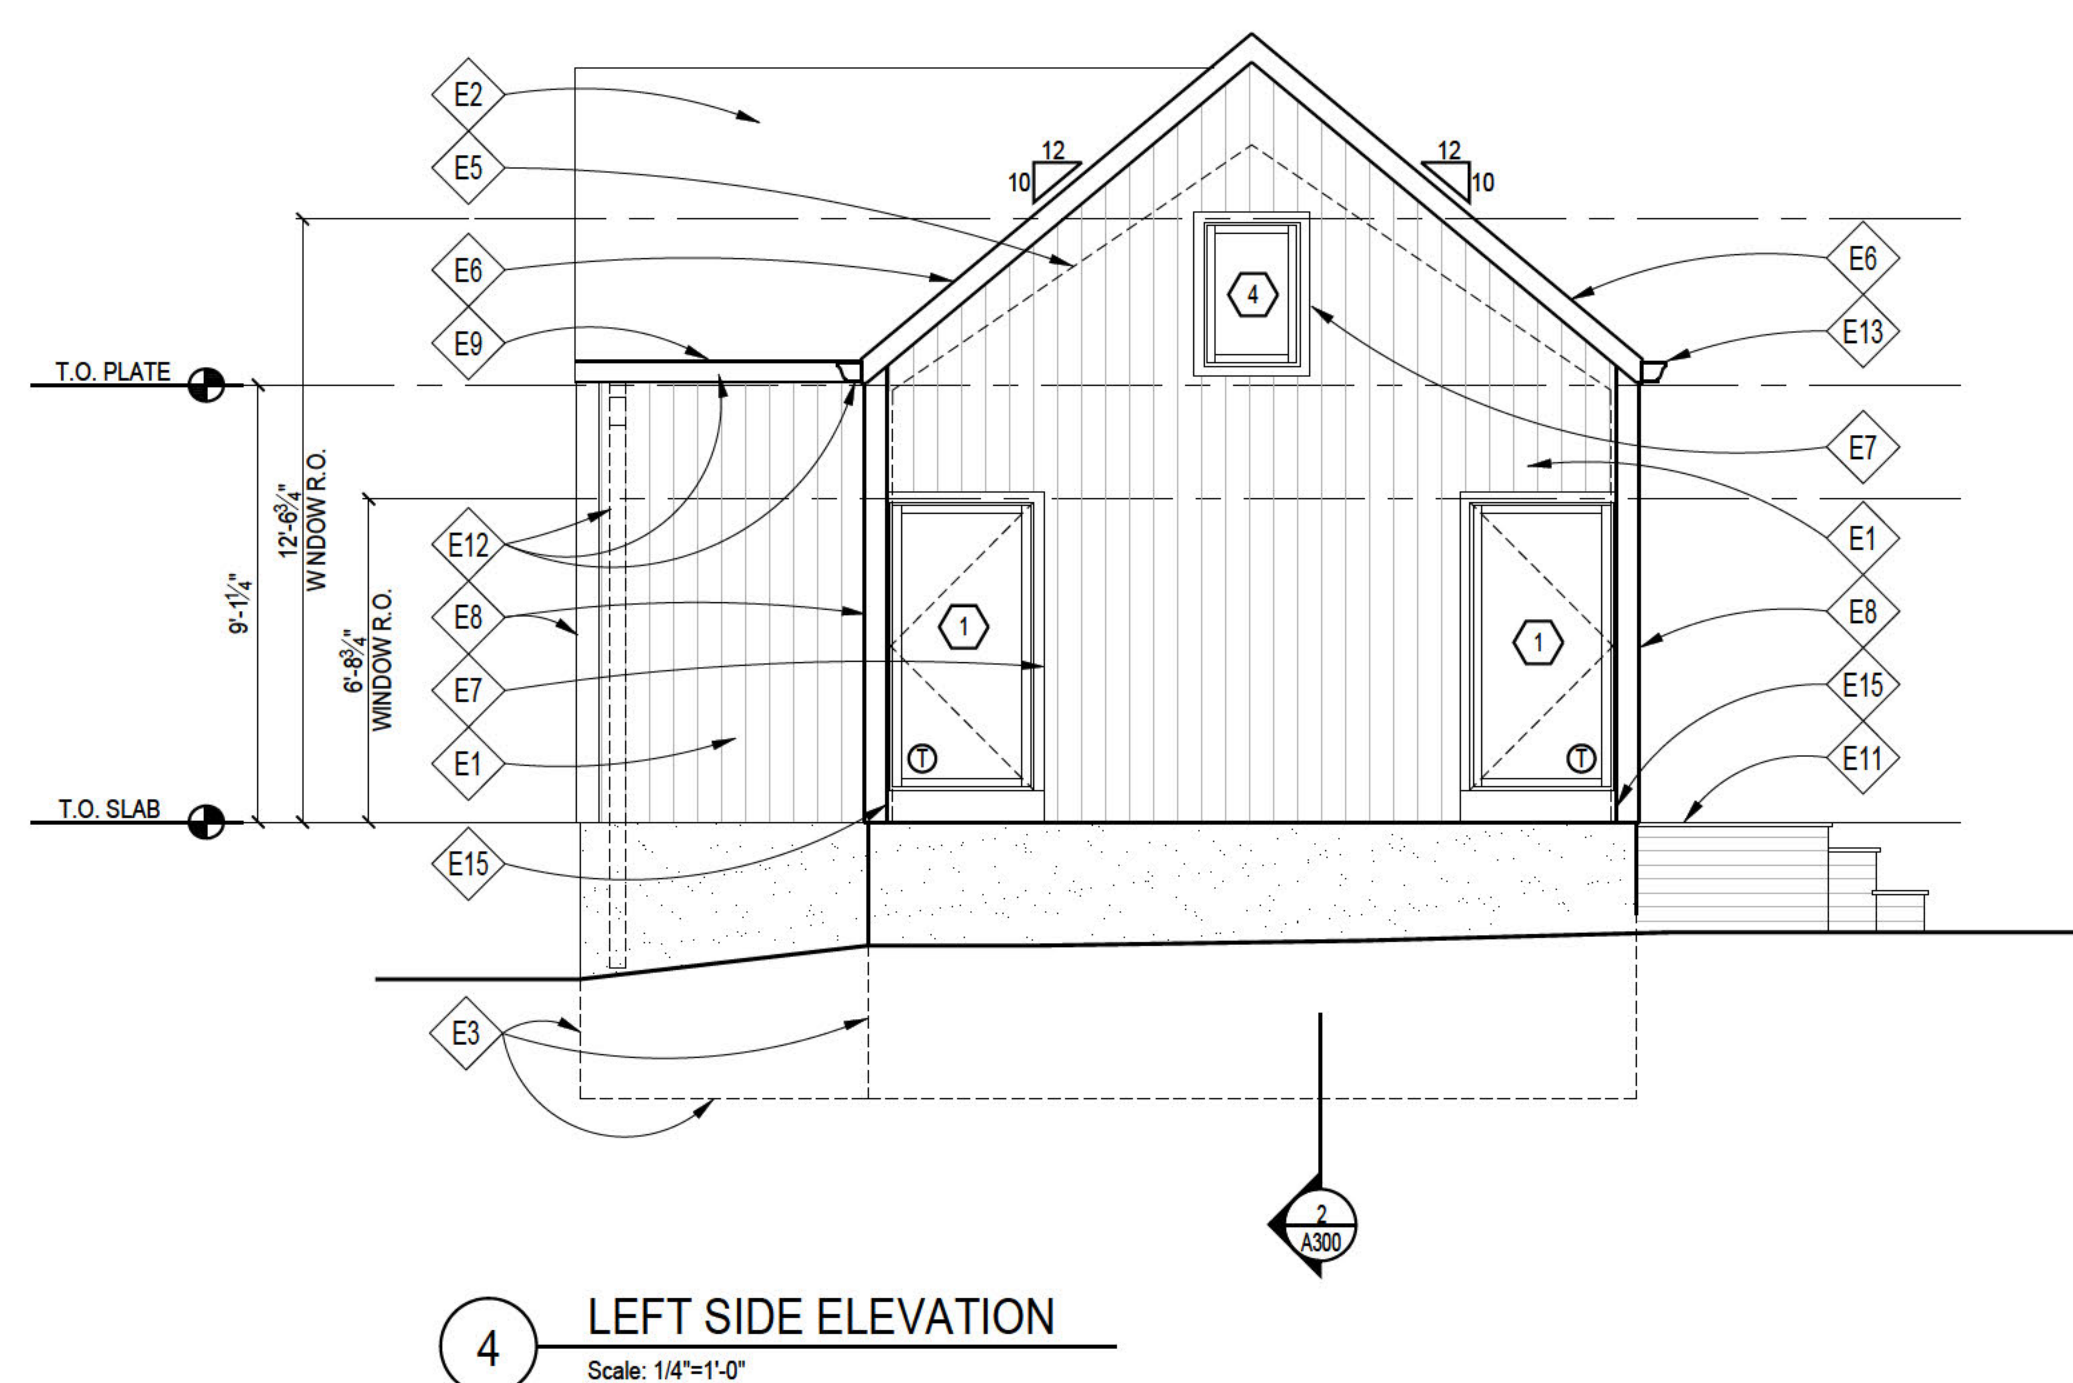 E2
E5
12
10
12
10
E6
E6
E13
E9
4
T.O. PLATE
E7
12'-6¾"
WINDOW R.O.
E12
E1
9'-1¼"
6'-8¾"
WINDOW R.O.
E8
1
1
E8
E7
E15
E1
T
T
E11
T.O. SLAB
E15
E3
2
A300
4
LEFT SIDE ELEVATION
Scale: 1/4"=1'-0"